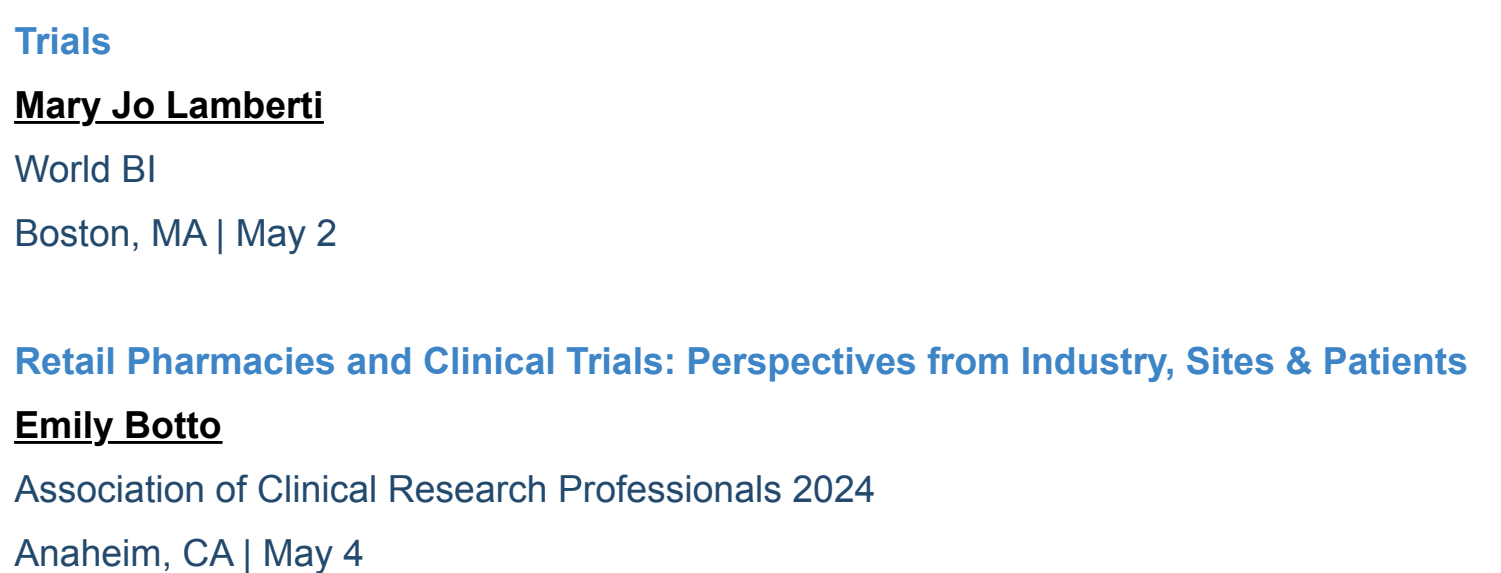 Trials
Mary Jo Lamberti
World BI
Boston, MA | May 2
Retail Pharmacies and Clinical Trials: Perspectives from Industry, Sites & Patients
Emily Botto
Association of Clinical Research Professionals 2024
Anaheim, CA | May 4